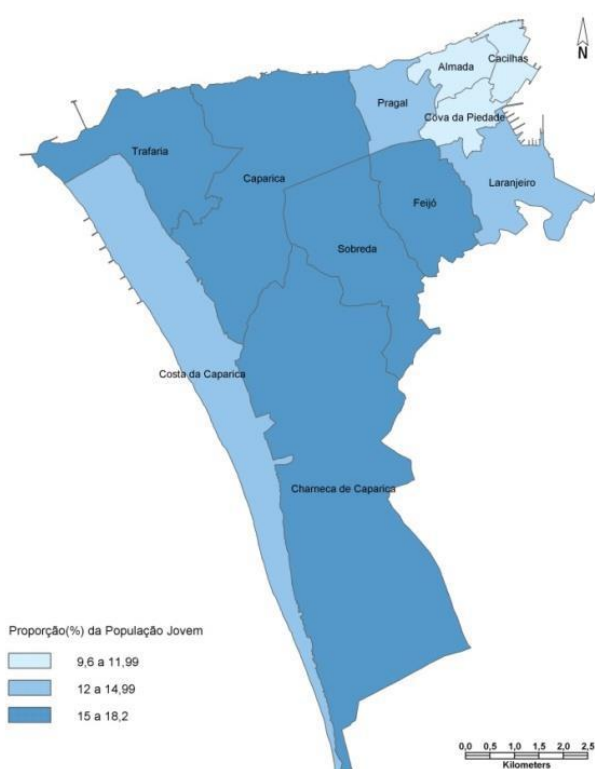 N
Cacilhas
Almada
Pragal
Cova da Piedade
Trafaria
Caparica
Laranjeiro
Feijó
Sobreda
Costa da Caparica
Charneca de Caparica
Proporção(%) da População Jovem
9,6 a 11,99
12 a 14,99
15 a 18,2
0,0 0,5 1,0 1,5 2,0 2,5
Kilometers